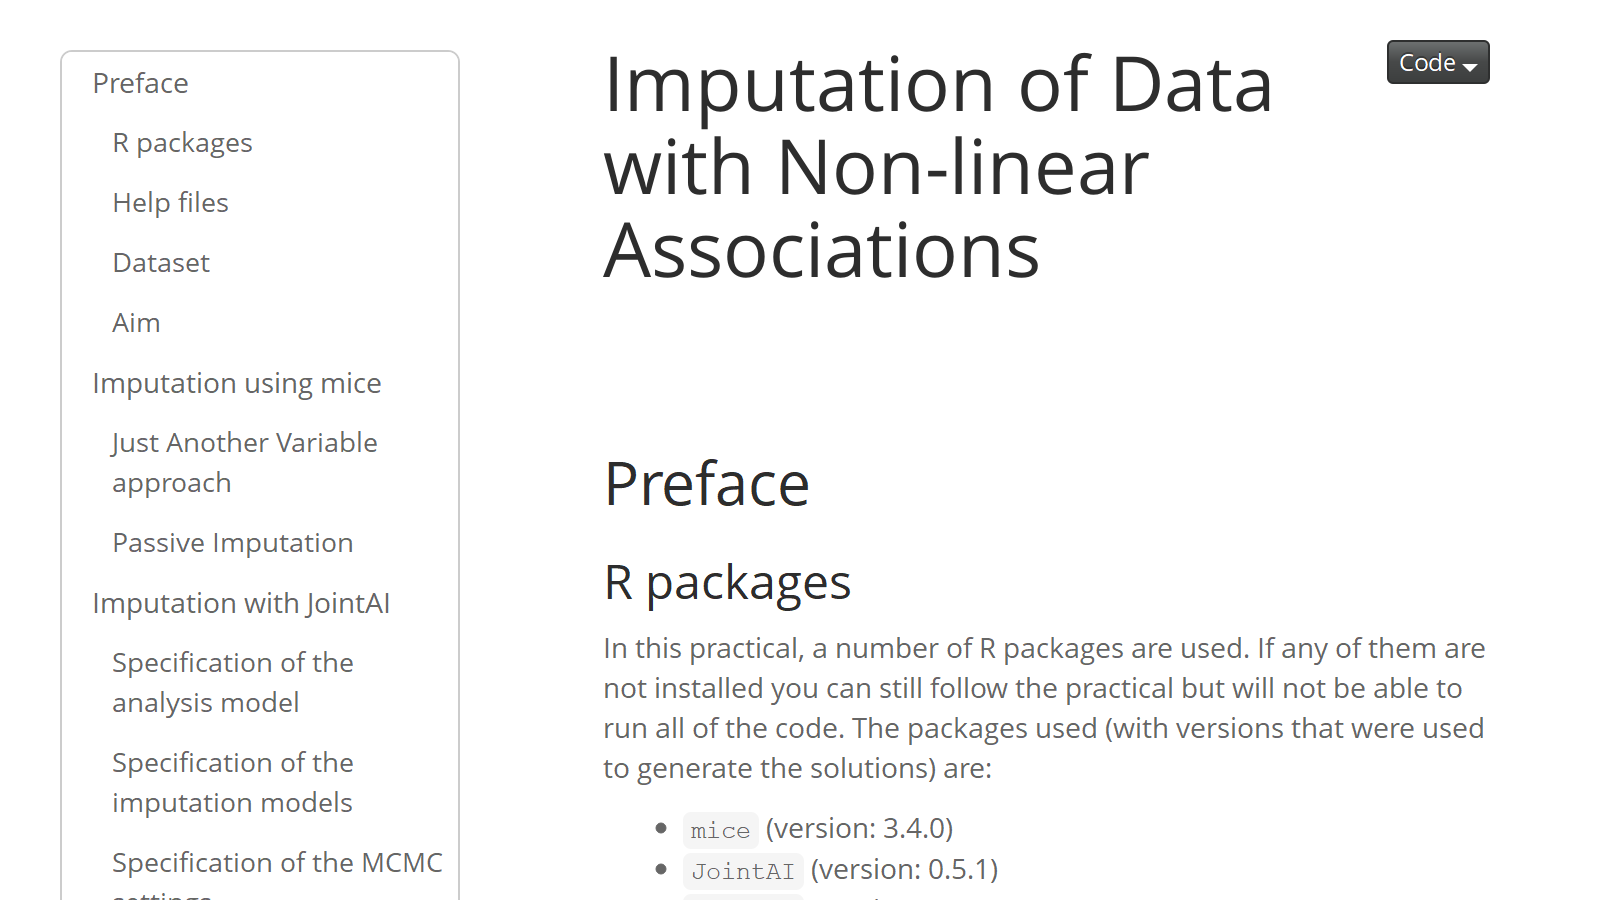 Preface
R packages
Help files
Dataset
Aim
Imputation using mice
Just Another Variable
approach
Passive Imputation
Imputation with JointAI
Specification of the
analysis model
Specification of the
imputation models
Specification of the MCMC
settings
Code
Imputation of Data
with Non-linear
Associations
Preface
R packages
In this practical, a number of R packages are used. If any of them are
not installed you can still follow the practical but will not be able to
run all of the code. The packages used (with versions that were used
to generate the solutions) are:
mice (version: 3.4.0)
JointAI (version: 0.5.1)